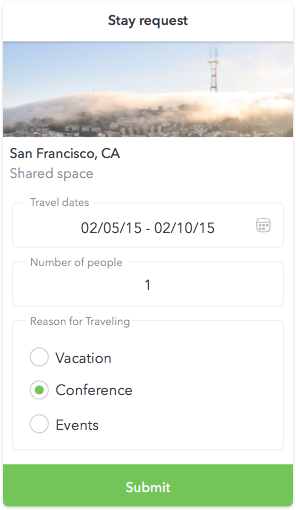 Stay request
San Francisco, CA
Shared space
Travel dates
02/05/15 - 02/10/15
Number of people
1
Reason for Traveling
Vacation
Conference
Events
Submit